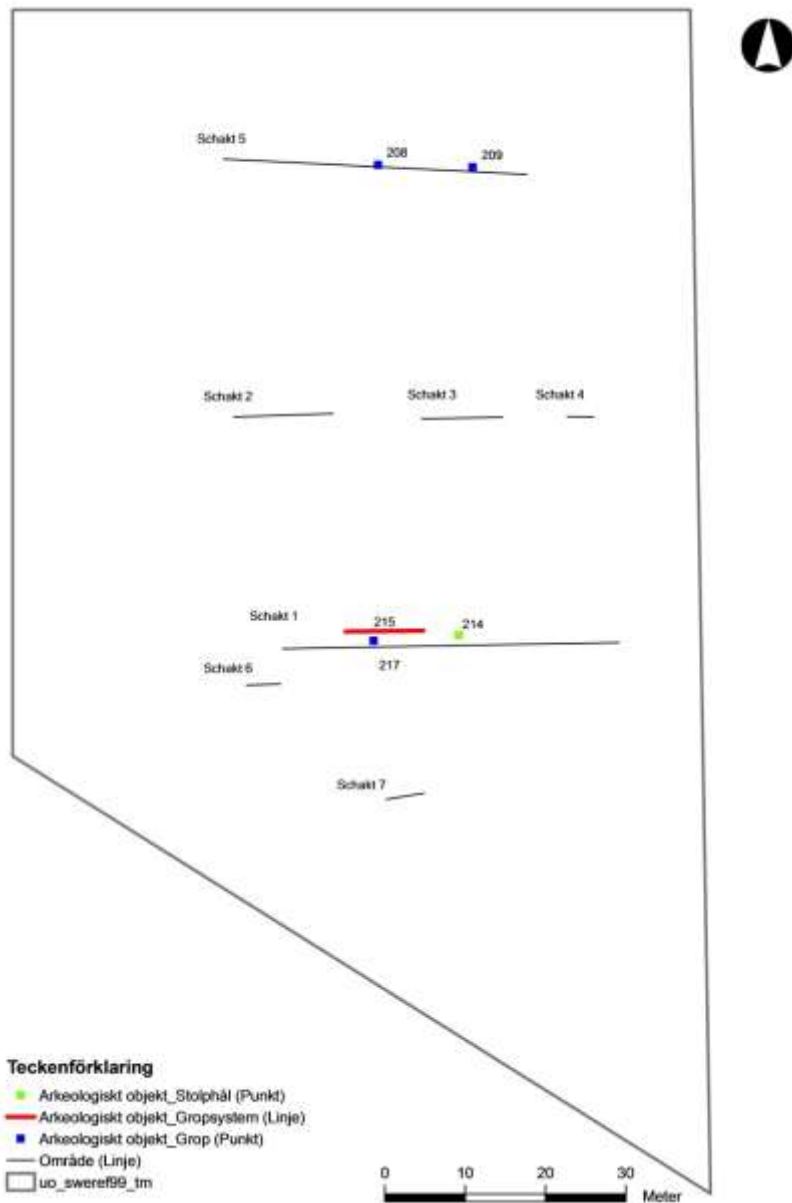 Schakt 5
208
209
Schakt 2
Schakt 3
Schakt 4
Schakt 1
215
214
217
Schakt 6
Schakt 7
Teckenförklaring
Arkeologiskt objekt_Stolphål (Punkt)
Arkeologiskt objekt_Gropsystem (Linje)
Arkeologiskt objekt_Grop (Punkt)
Område (Linje)
uo_sweref99_tm
0 10 20 30
Meter